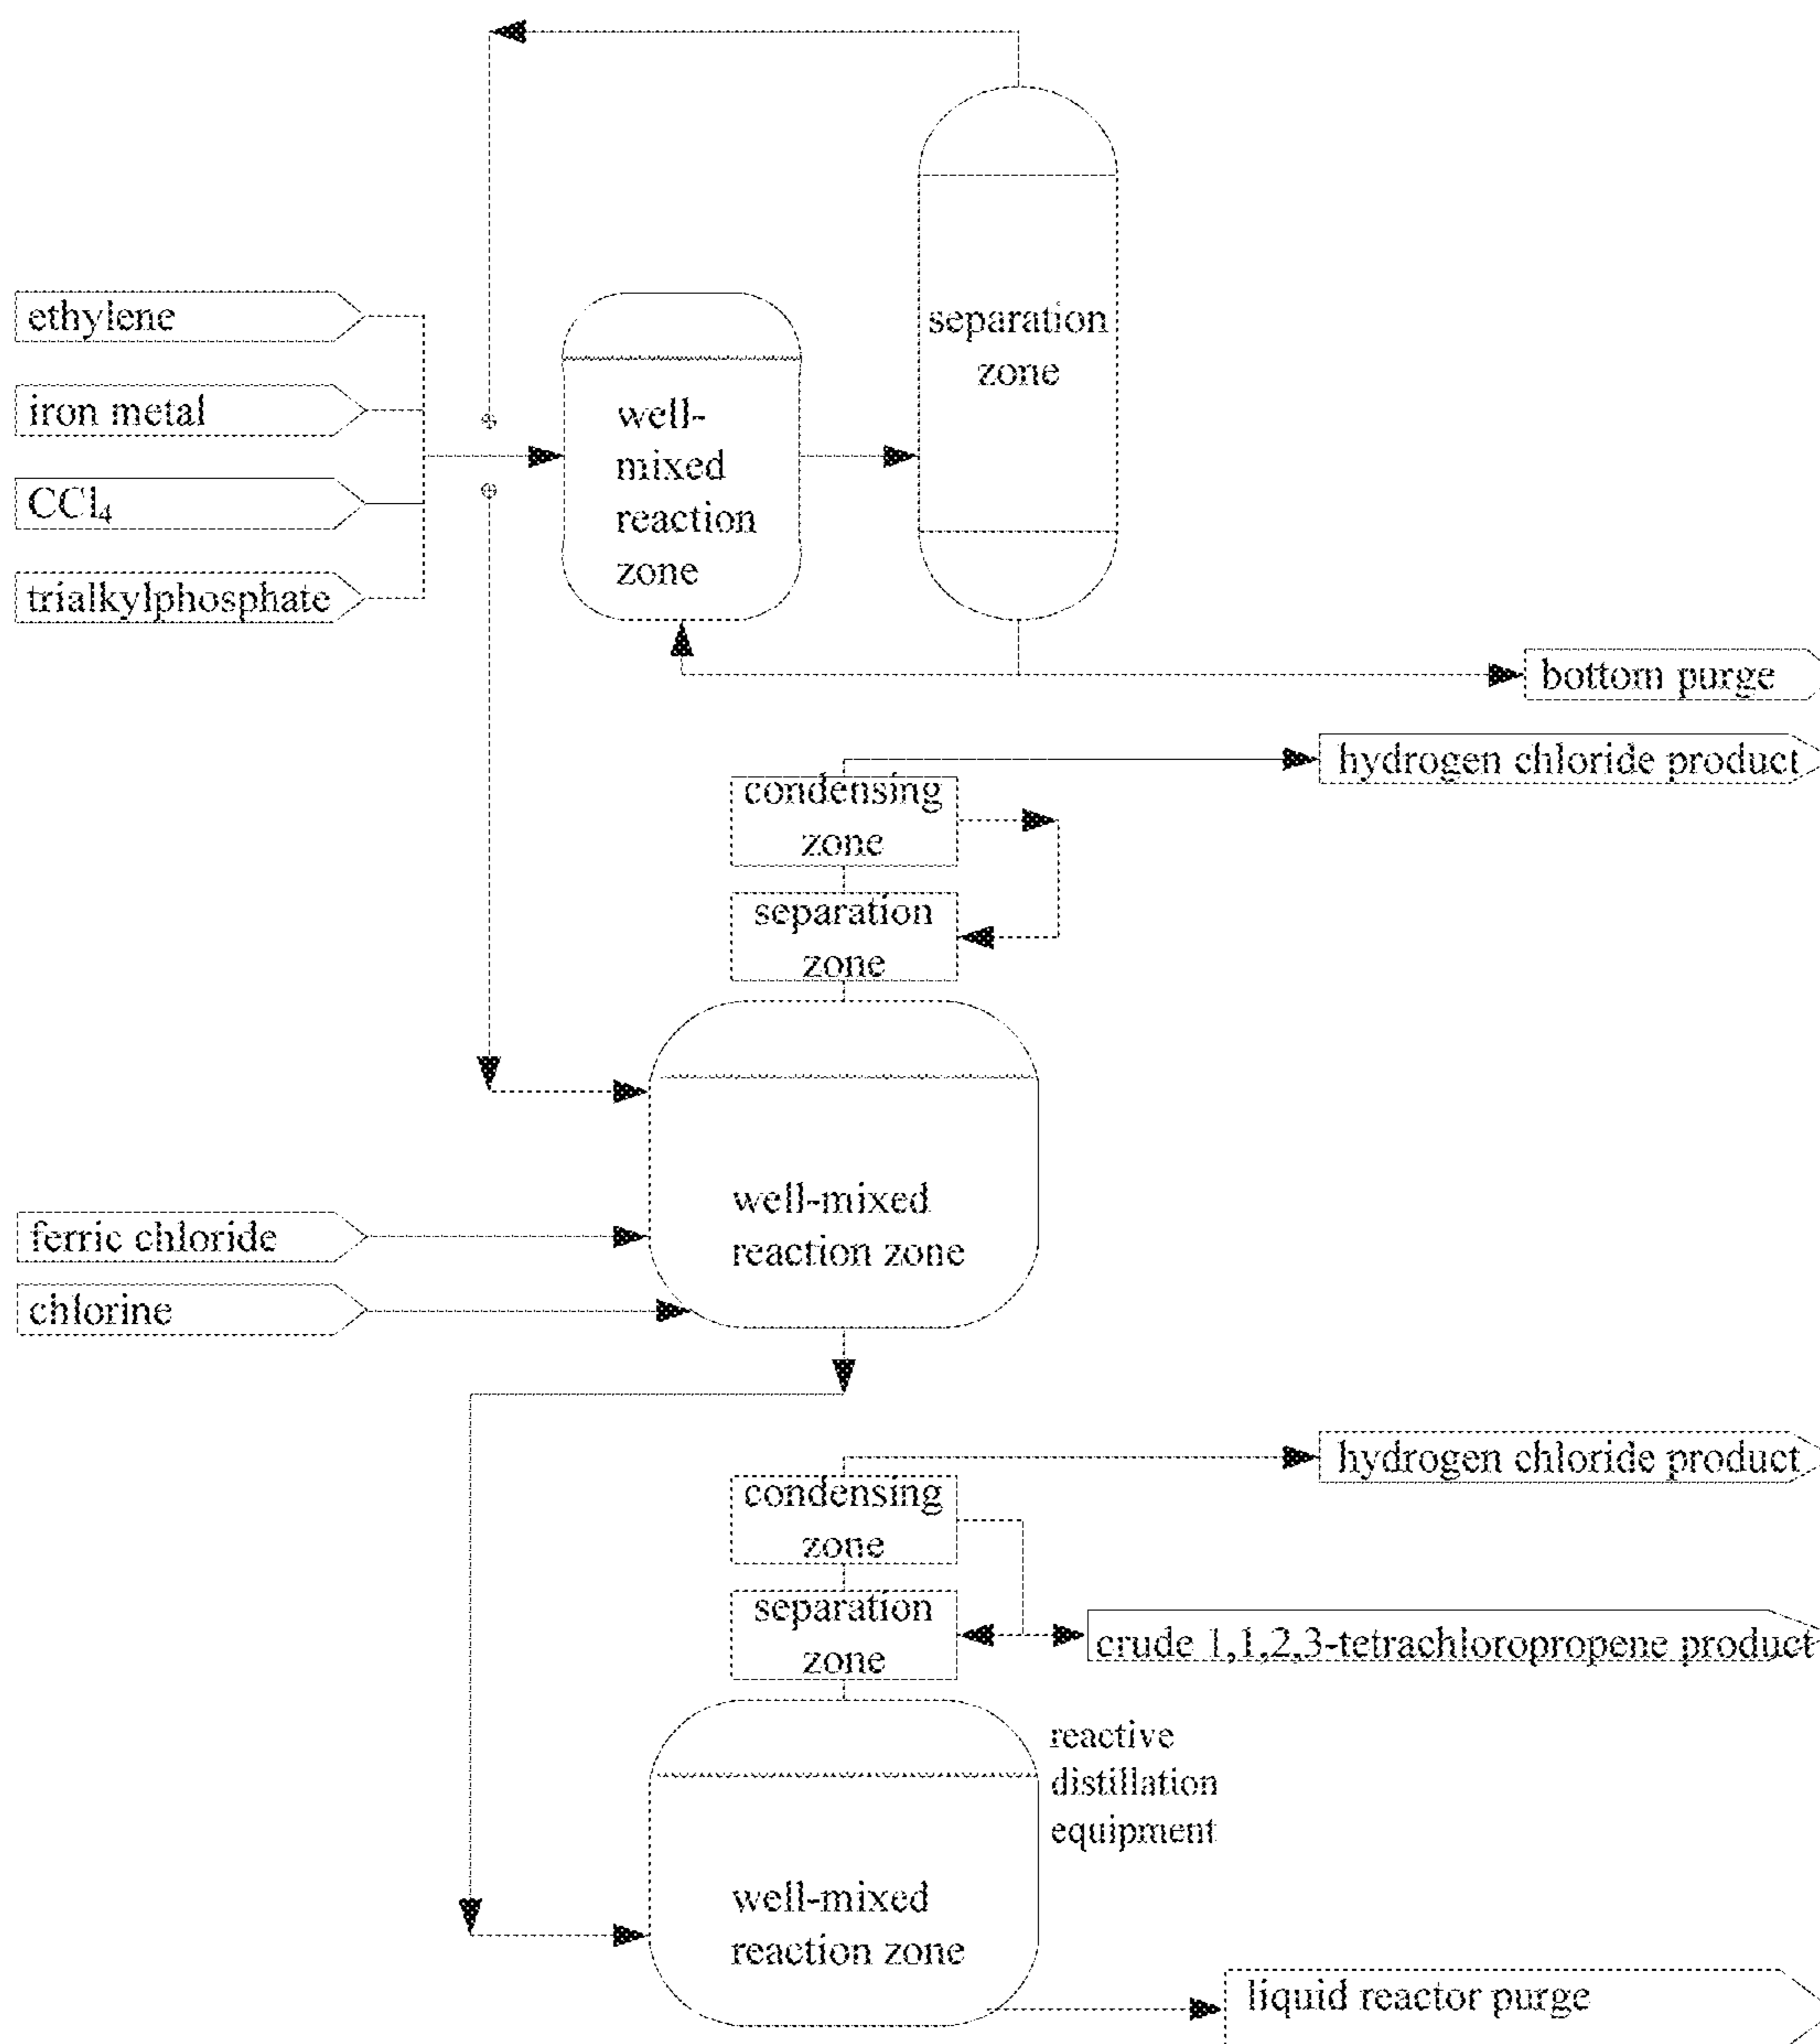 ethylene
iron metal
CCl₄
trialkylphosphate
well-
mixed
reaction
zone
separation
zone
bottom purge
hydrogen chloride product
condensing
zone
separation
zone
well-mixed
reaction zone
ferric chloride
chlorine
hydrogen chloride product
condensing
zone
separation
zone
crude 1,1,2,3-tetrachloropropene product
reactive
distillation
equipment
well-mixed
reaction zone
liquid reactor purge